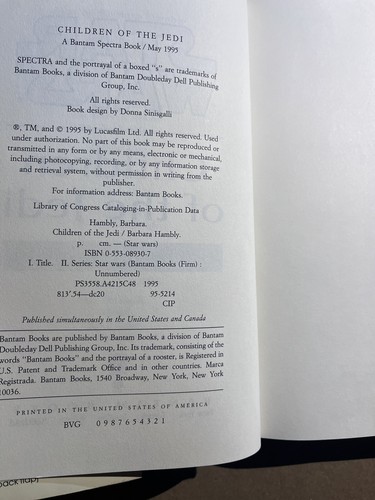 CHILDREN OF THE JEDI
A Bantam Spectra Book / May 1995
SPECTRA and the portrayal of a boxed "s" are trademarks of
Bantam Books, a division of Bantam Doubleday Dell Publishing
Group, Inc.
All rights reserved.
Book design by Donna Sinisgalli
®, TM, and © 1995 by Lucasfilm Ltd. All rights reserved. Used
under authorization. No part of this book may be reproduced or
transmitted in any form or by any means, electronic or mechanical,
including photocopying, recording, or by any information storage
and retrieval system, without permission in writing from the
publisher.
For information address: Bantam Books.
Library of Congress Cataloging-in-Publication Data
Hambly, Barbara.
Children of the Jedi / Barbara Hambly.
p. cm. — (Star wars)
ISBN 0-553-08930-7
I. Title. II. Series: Star wars (Bantam Books (Firm) :
Unnumbered)
PS3558.A4215C48 1995
813'.54—dc20 95-5214
CIP
Published simultaneously in the United States and Canada
Bantam Books are published by Bantam Books, a division of Bantam
Doubleday Dell Publishing Group, Inc. Its trademark, consisting of the
words "Bantam Books" and the portrayal of a rooster, is Registered in
U.S. Patent and Trademark Office and in other countries. Marca
Registrada. Bantam Books, 1540 Broadway, New York, New York
10036.
PRINTED IN THE UNITED STATES OF AMERICA
BVG 0 9 8 7 6 5 4 3 2 1